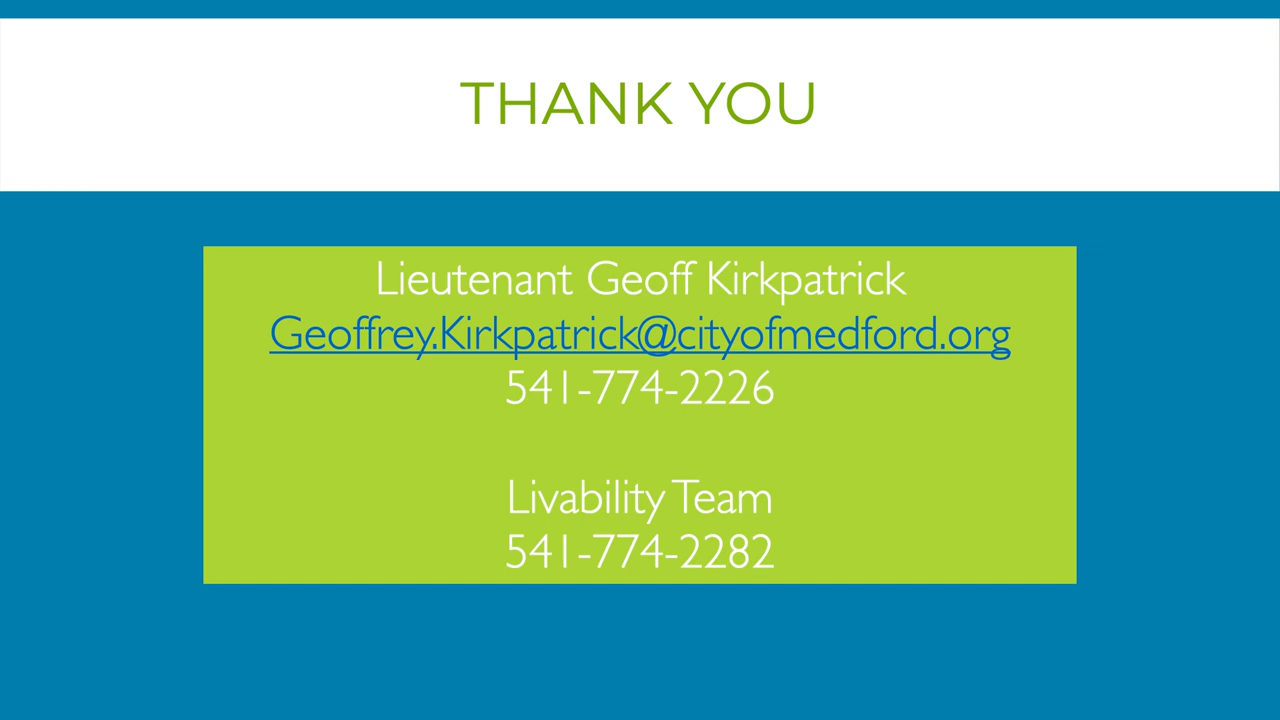 THANK YOU
Lieutenant Geoff Kirkpatrick
Geoffrey.Kirkpatrick@cityofmedford.org
541-774-2226
Livability Team
541-774-2282